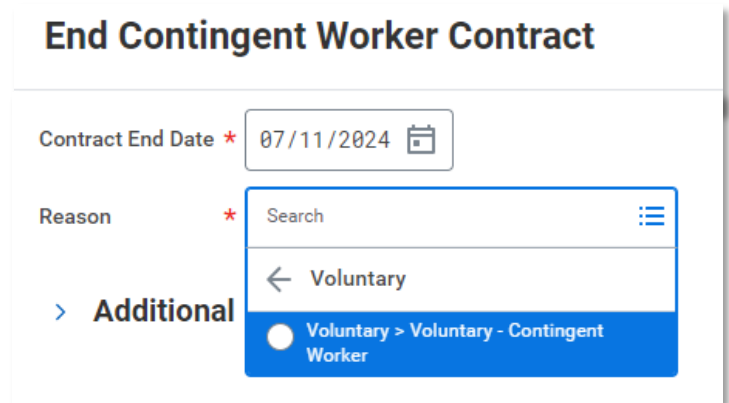 End Contingent Worker Contract
Contract End Date * 07/11/2024
Reason * Search
Voluntary
> Additional
Voluntary > Voluntary - Contingent
Worker